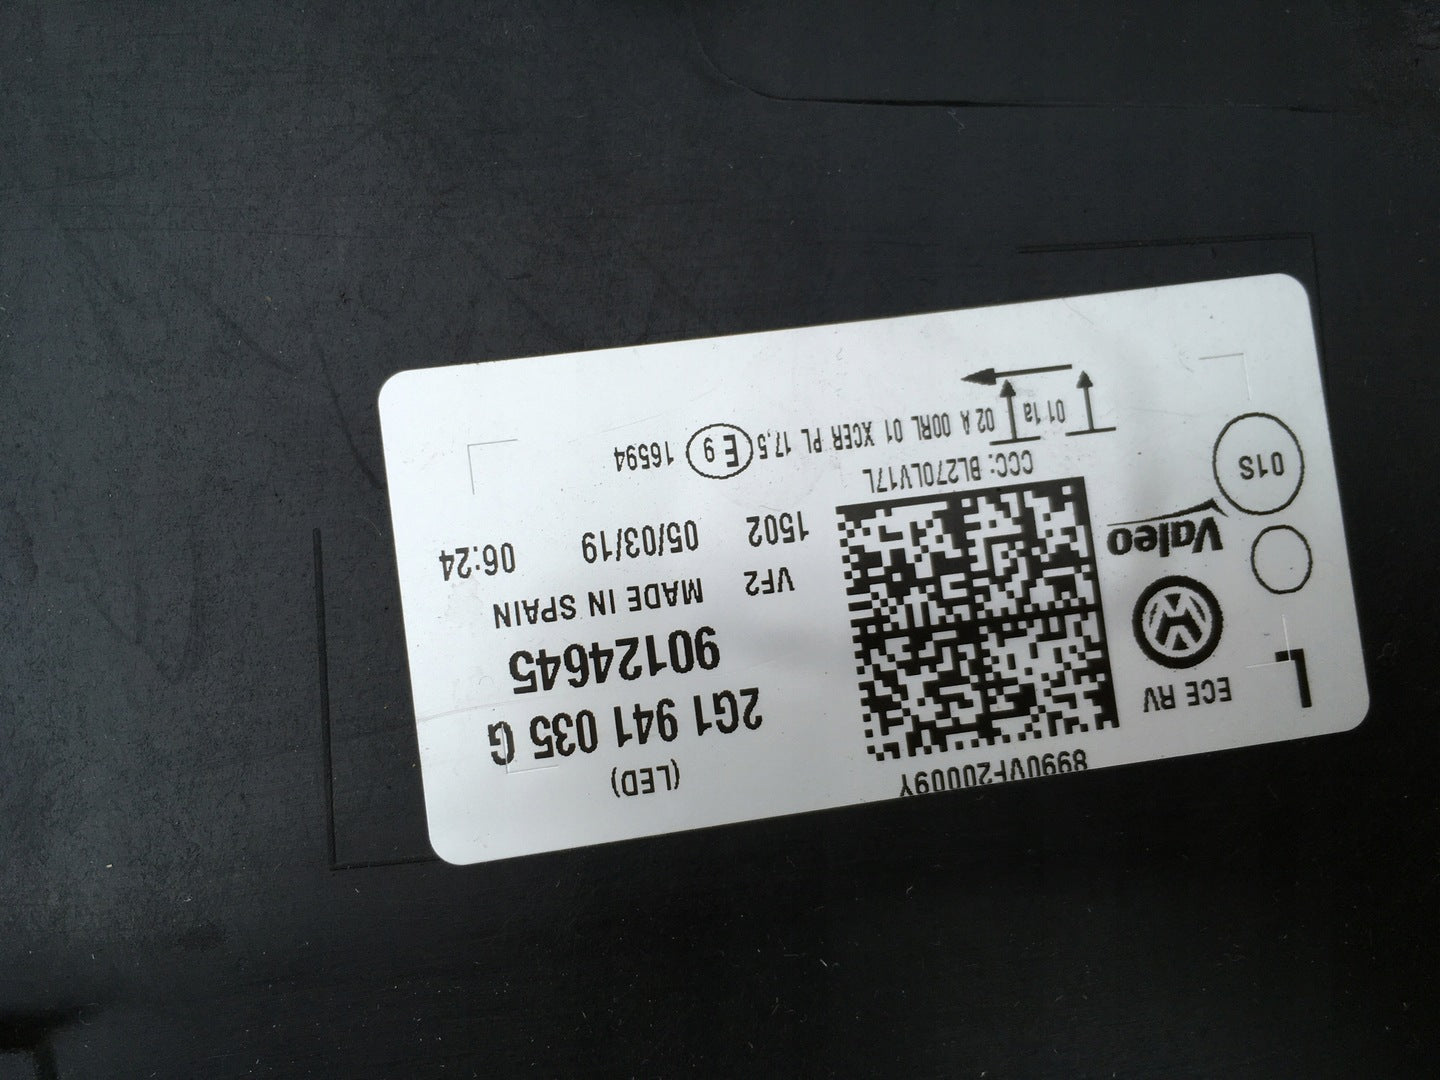 8990VF20009Y
(LED)
L
ECE RV
2G1 941 035 G
90124645
VF2 MADE IN SPAIN
Valeo
1502 05/03/19 06:24
01S
CCC: BL270LV17L
01 1a 02 A 00RL 01 XCER PL 17,5 E 9 16594